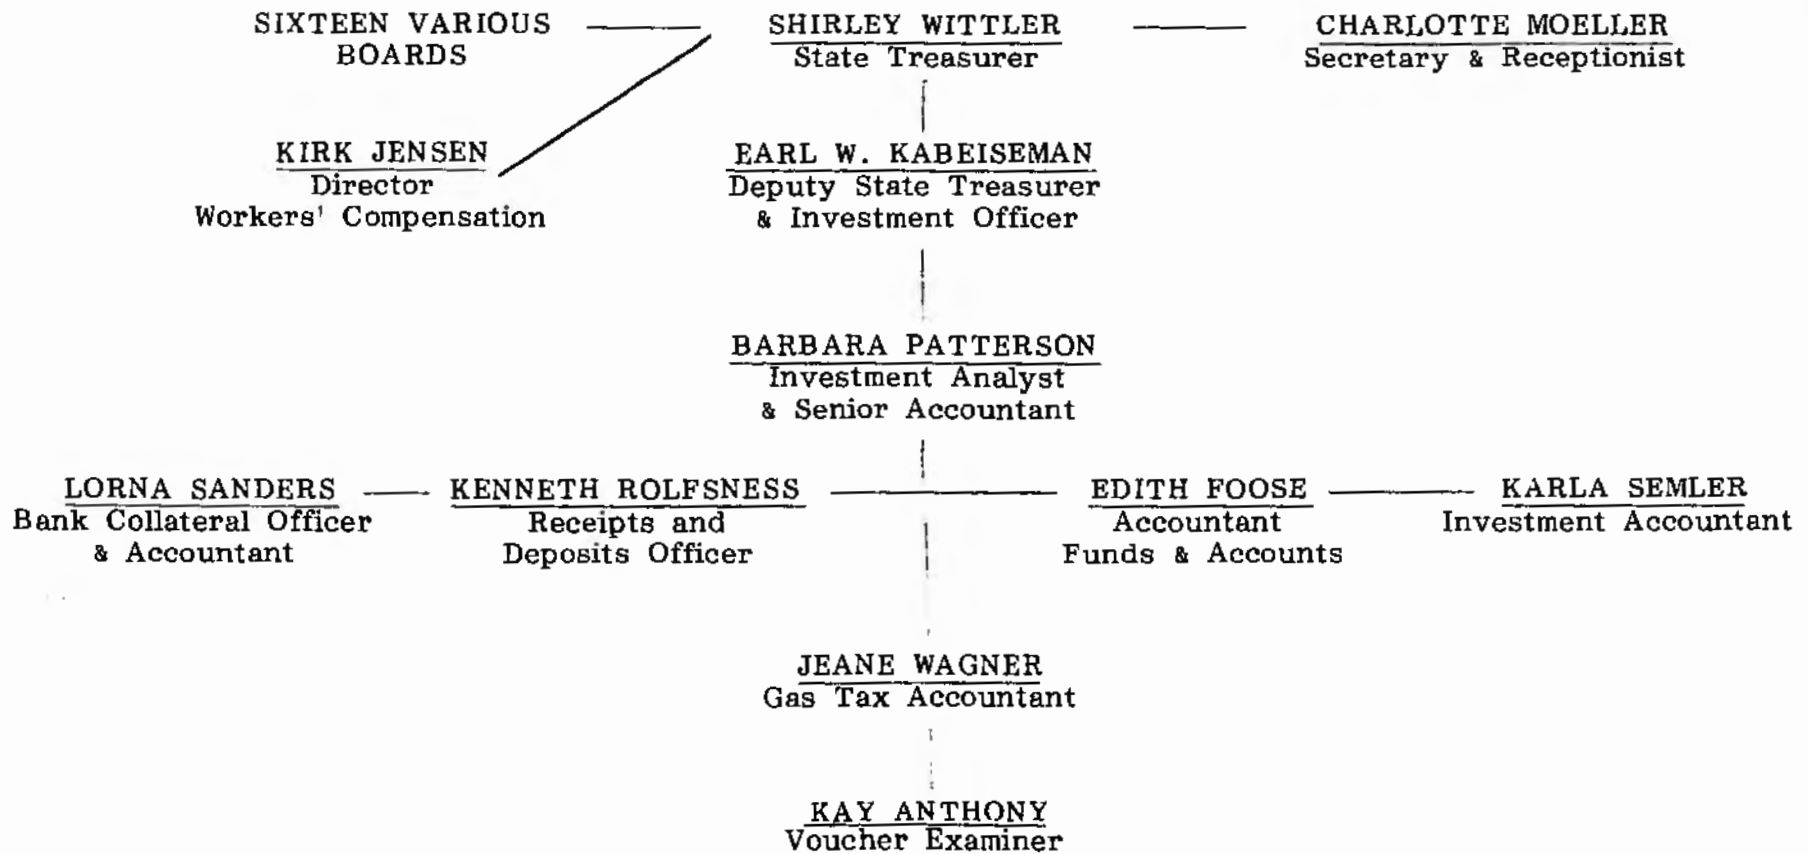 SIXTEEN VARIOUS
BOARDS
SHIRLEY WITTLER
State Treasurer
CHARLOTTE MOELLER
Secretary & Receptionist
KIRK JENSEN
Director
Workers' Compensation
EARL W. KABEISEMAN
Deputy State Treasurer
& Investment Officer
BARBARA PATTERSON
Investment Analyst
& Senior Accountant
LORNA SANDERS
Bank Collateral Officer
& Accountant
KENNETH ROLFSNESS
Receipts and
Deposits Officer
EDITH FOOSE
Accountant
Funds & Accounts
KARLA SEMLER
Investment Accountant
JEANE WAGNER
Gas Tax Accountant
KAY ANTHONY
Voucher Examiner